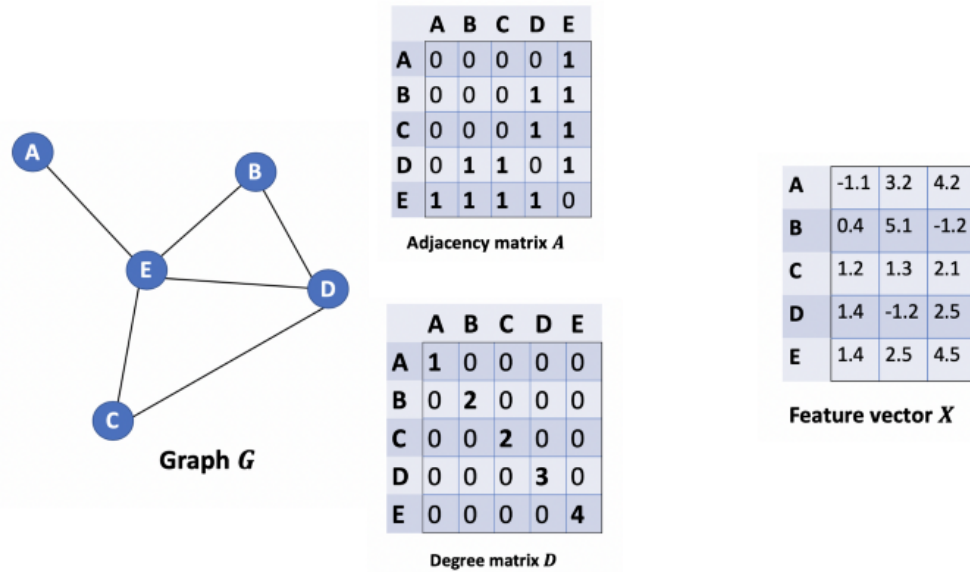 A
B
E
D
C
Graph G
A B C D E
A 0 0 0 0 1
B 0 0 0 1 1
C 0 0 0 1 1
D 0 1 1 0 1
E 1 1 1 1 0
Adjacency matrix A
A B C D E
A 1 0 0 0 0
B 0 2 0 0 0
C 0 0 2 0 0
D 0 0 0 3 0
E 0 0 0 0 4
Degree matrix D
A -1.1 3.2 4.2
B 0.4 5.1 -1.2
C 1.2 1.3 2.1
D 1.4 -1.2 2.5
E 1.4 2.5 4.5
Feature vector X